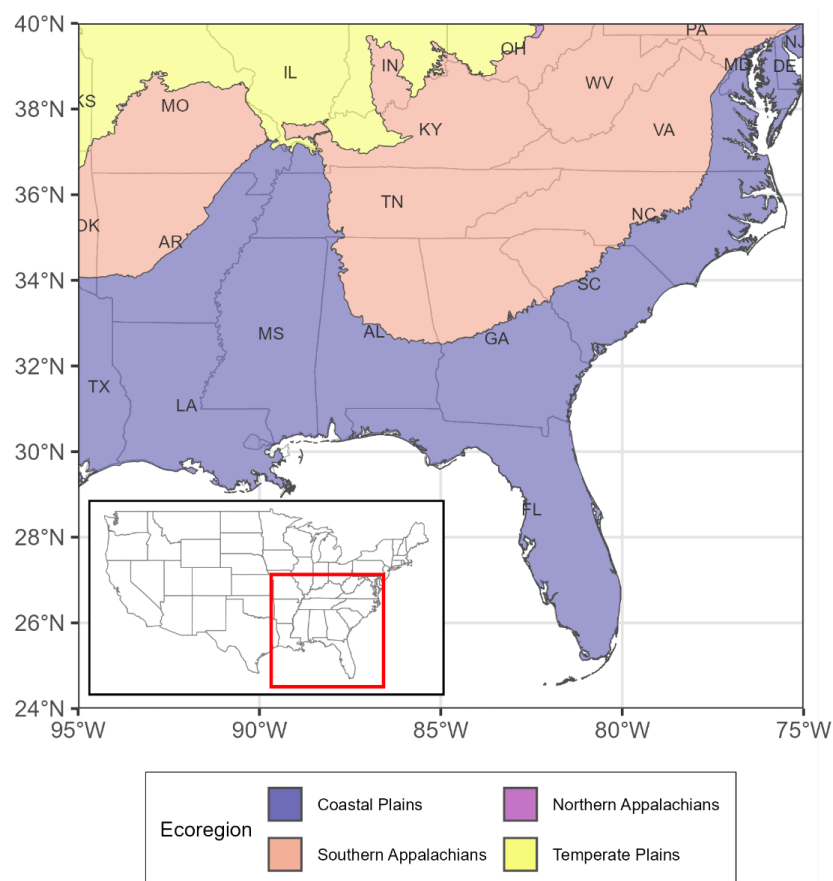 40°N
38°N
36°N
34°N
32°N
30°N
28°N
26°N
24°N
95°W 90°W 85°W 80°W 75°W
PA
OH
NJ
IL
IN
MD
DE
WV
KS
MO
KY
VA
TN
NC
OK
AR
SC
MS
AL
GA
TX
LA
FL
Ecoregion
Coastal Plains
Northern Appalachians
Southern Appalachians
Temperate Plains